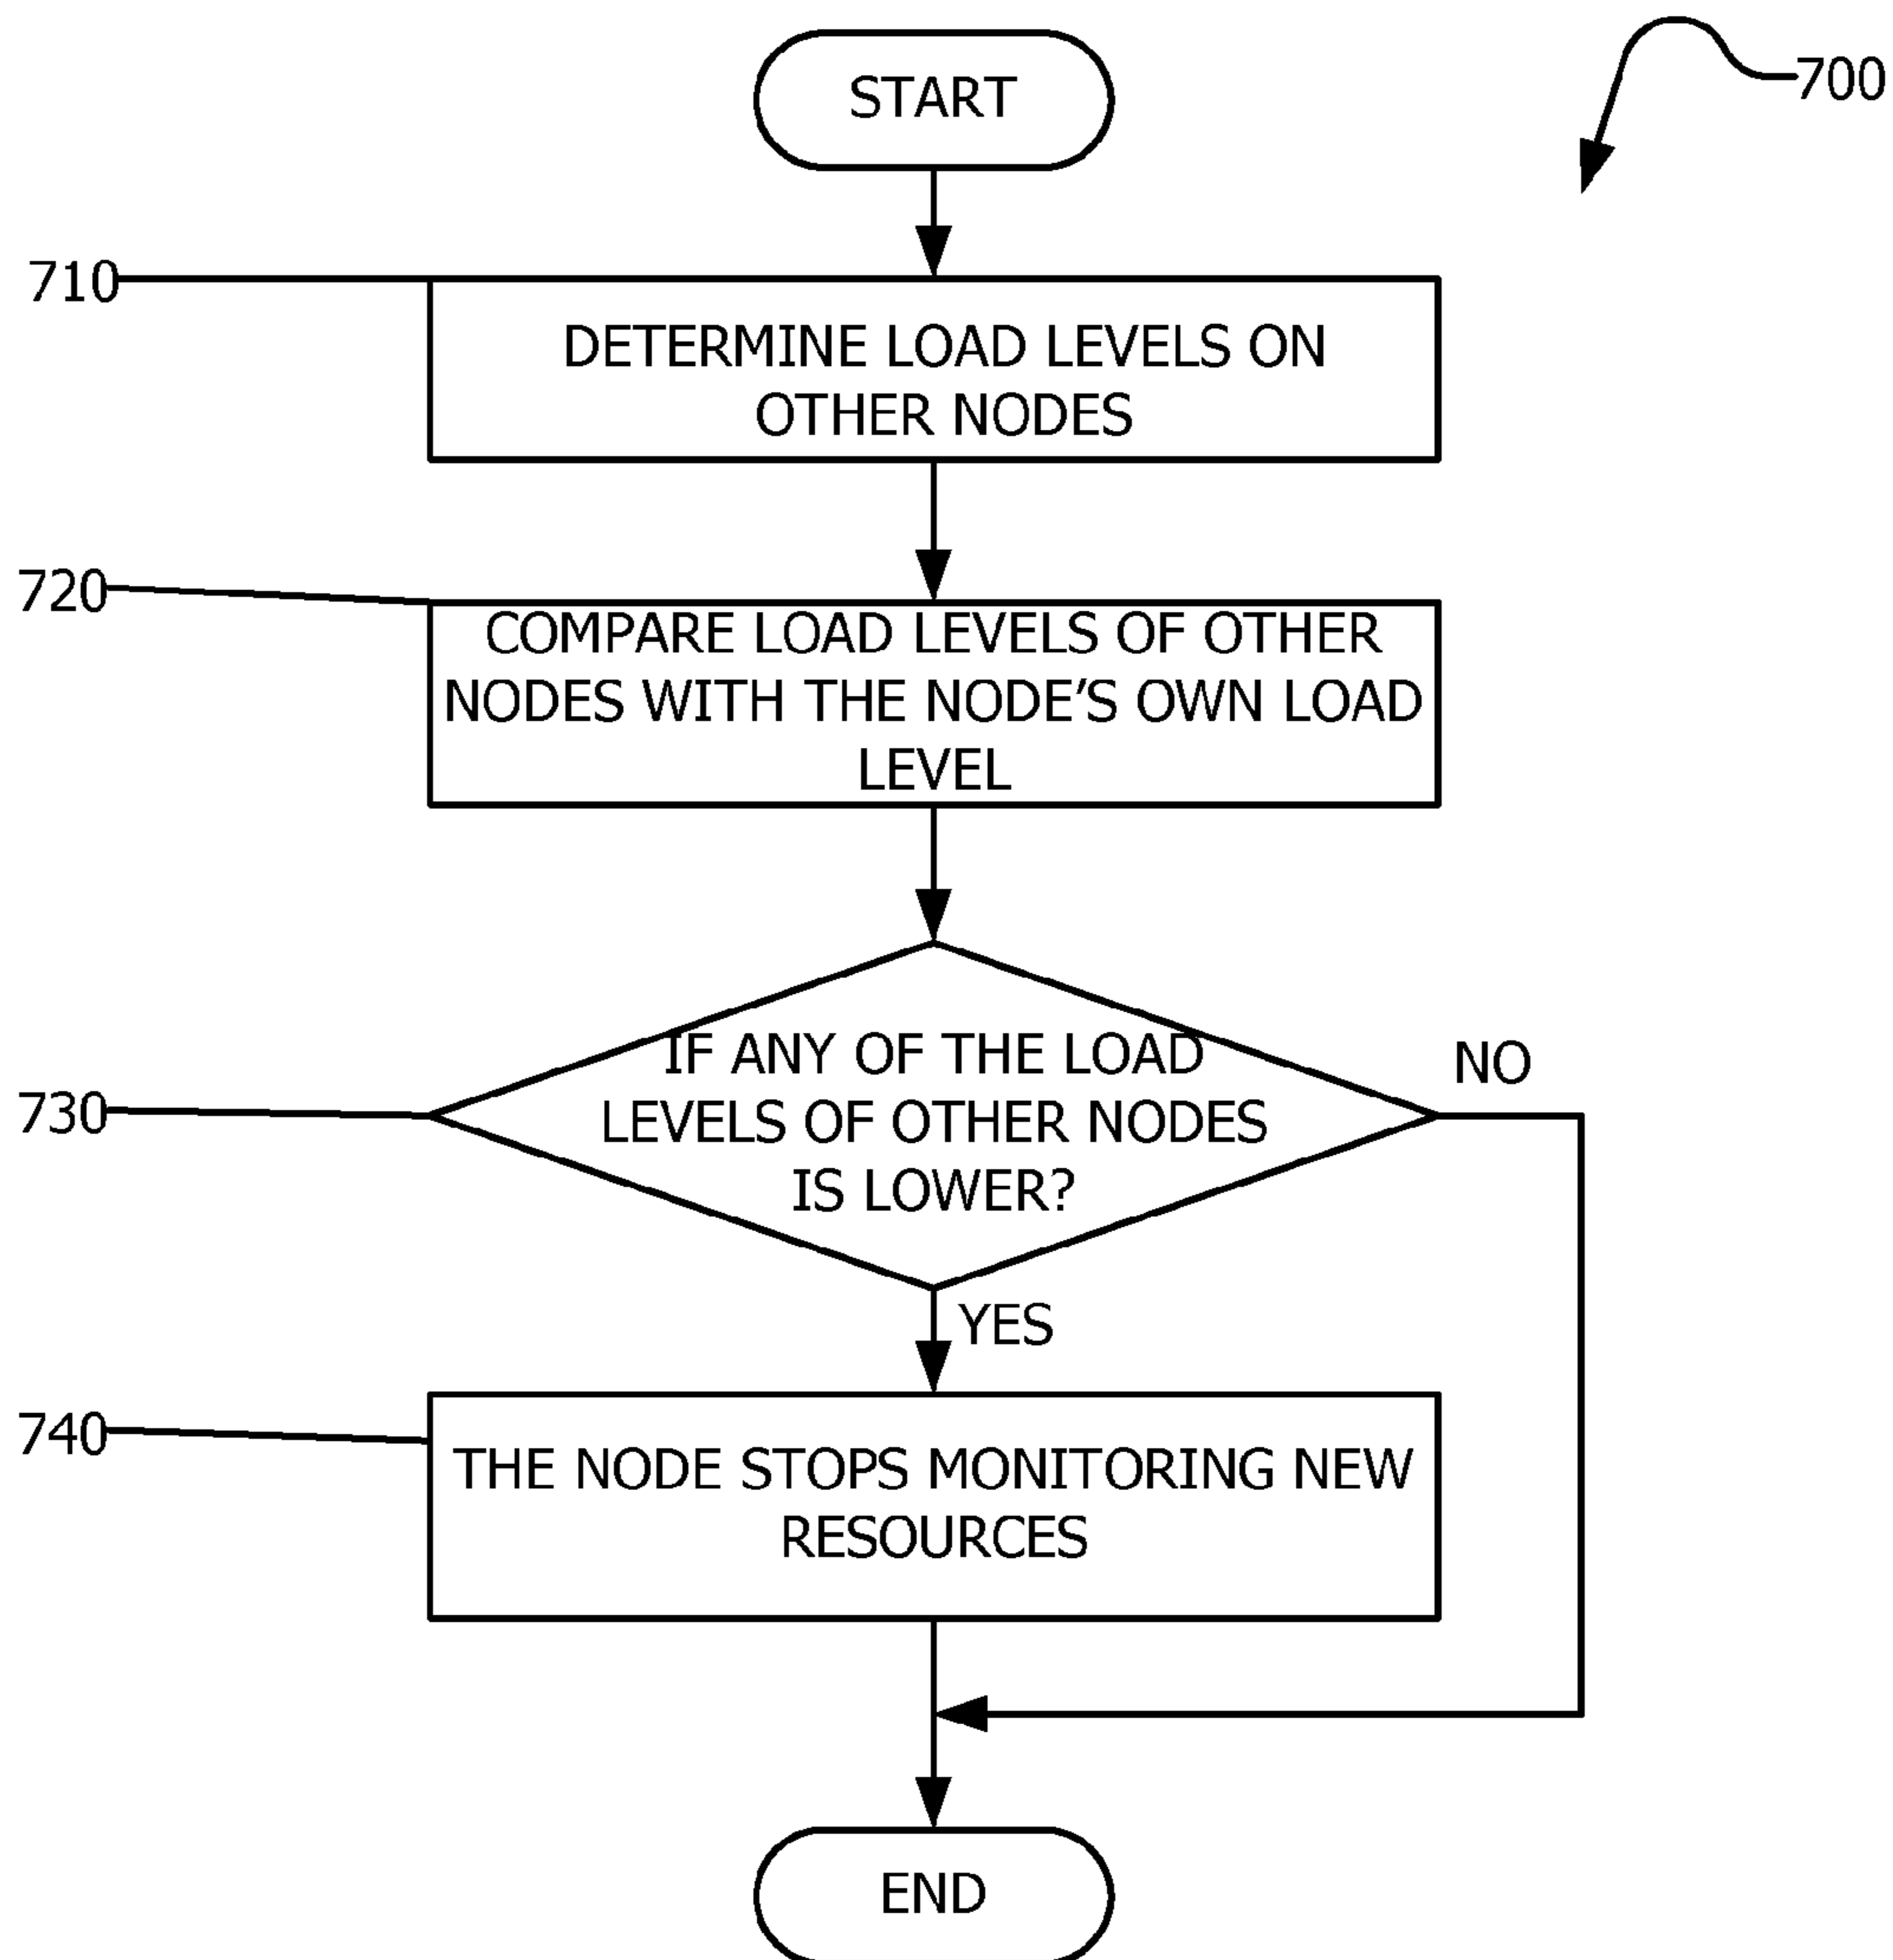 START
700
710
DETERMINE LOAD LEVELS ON
OTHER NODES
720
COMPARE LOAD LEVELS OF OTHER
NODES WITH THE NODE’S OWN LOAD
LEVEL
IF ANY OF THE LOAD
LEVELS OF OTHER NODES
IS LOWER?
NO
730
YES
740
THE NODE STOPS MONITORING NEW
RESOURCES
END